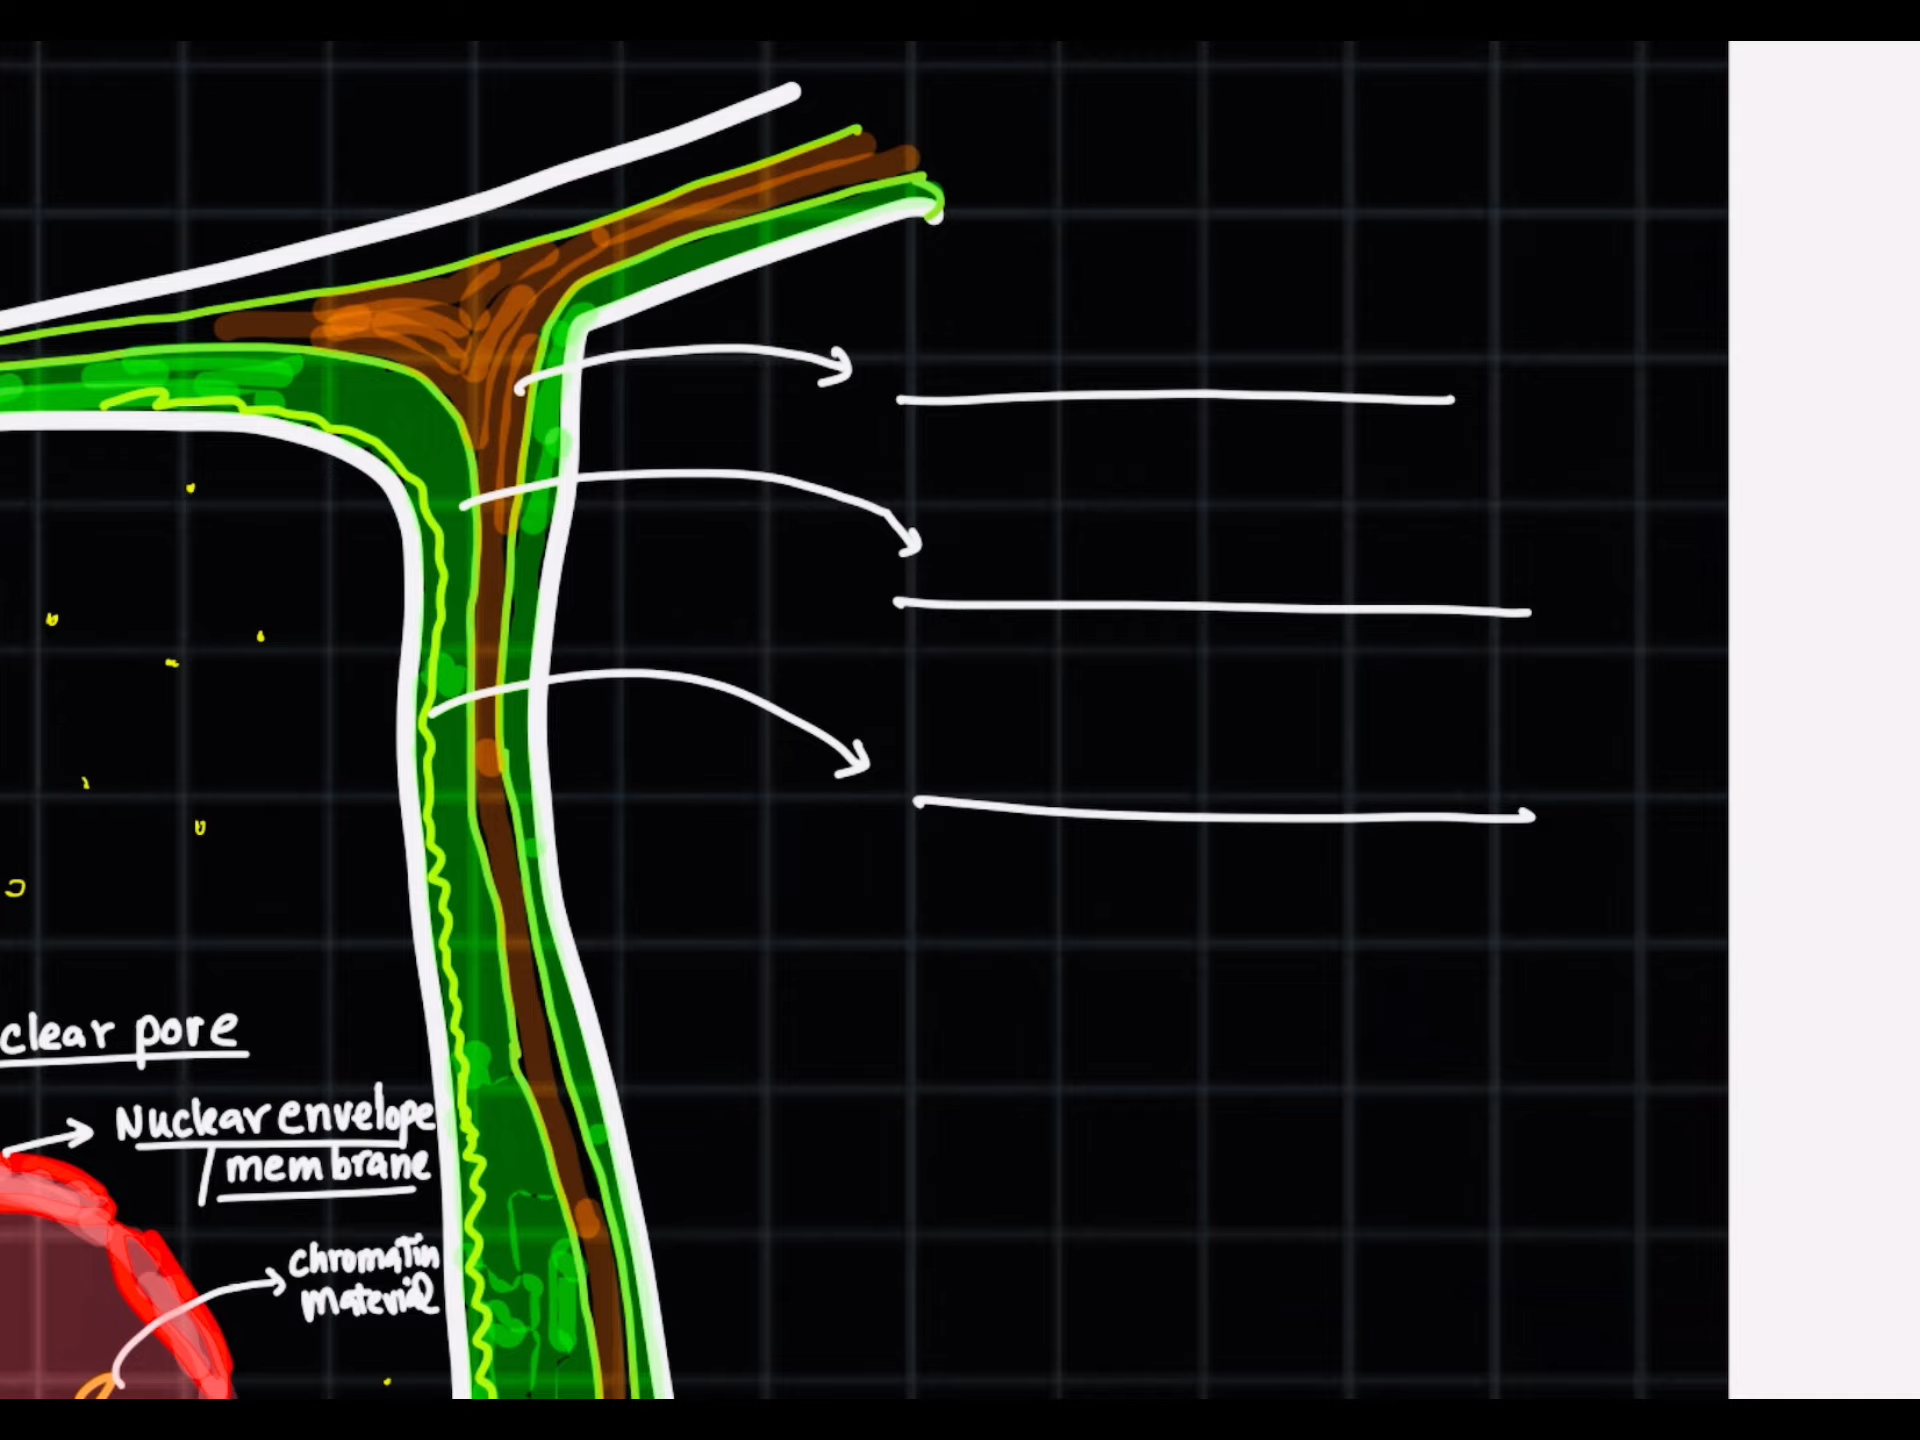 clear pore
Nuclear envelope
/membrane
chromatin
material